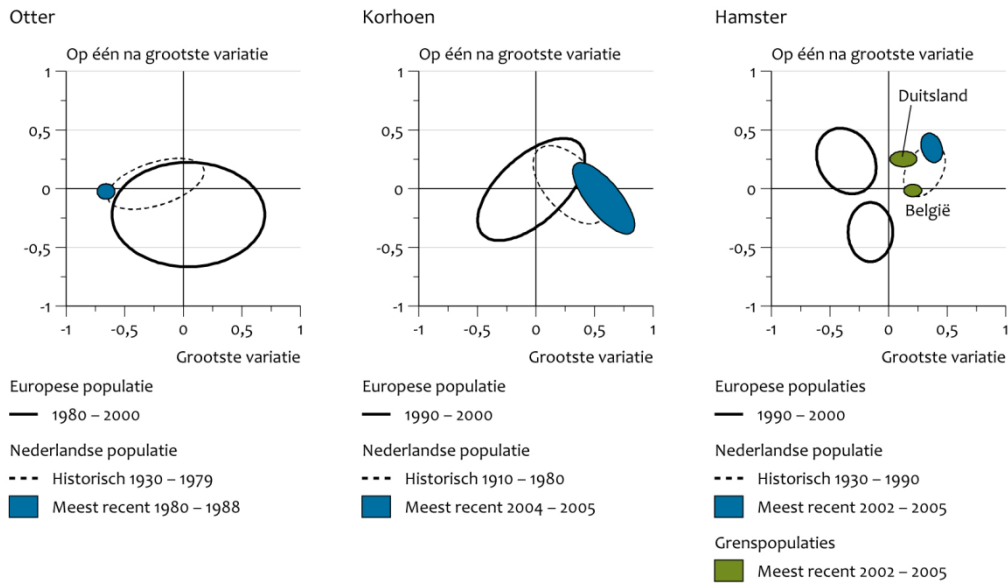 Otter
Op één na grootste variatie
1
0,5
0
-0,5
-1
-1
-0,5
0
0,5
1
Grootste variatie
Europese populatie
1980 – 2000
Nederlandse populatie
Historisch 1930 – 1979
Meest recent 1980 – 1988
Korhoen
Op één na grootste variatie
1
0,5
0
-0,5
-1
-1
-0,5
0
0,5
1
Grootste variatie
Europese populatie
1990 – 2000
Nederlandse populatie
Historisch 1910 – 1980
Meest recent 2004 – 2005
Hamster
Op één na grootste variatie
1
Duitsland
0,5
0
België
-0,5
-1
-1
-0,5
0
0,5
1
Grootste variatie
Europese populaties
1990 – 2000
Nederlandse populatie
Historisch 1930 – 1990
Meest recent 2002 – 2005
Grenspopulaties
Meest recent 2002 – 2005